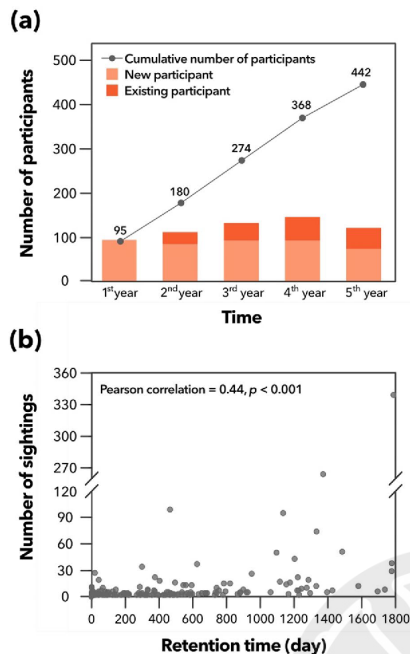 (a)
Number of participants
500
400
300
200
100
0
Cumulative number of participants
New participant
Existing participant
95
180
274
368
442
1st year
2nd year
3rd year
4th year
5th year
Time
(b)
Number of sightings
360
330
300
270
120
90
60
30
0
Pearson correlation = 0.44, p < 0.001
0 200 400 600 800 1000 1200 1400 1600 1800
Retention time (day)